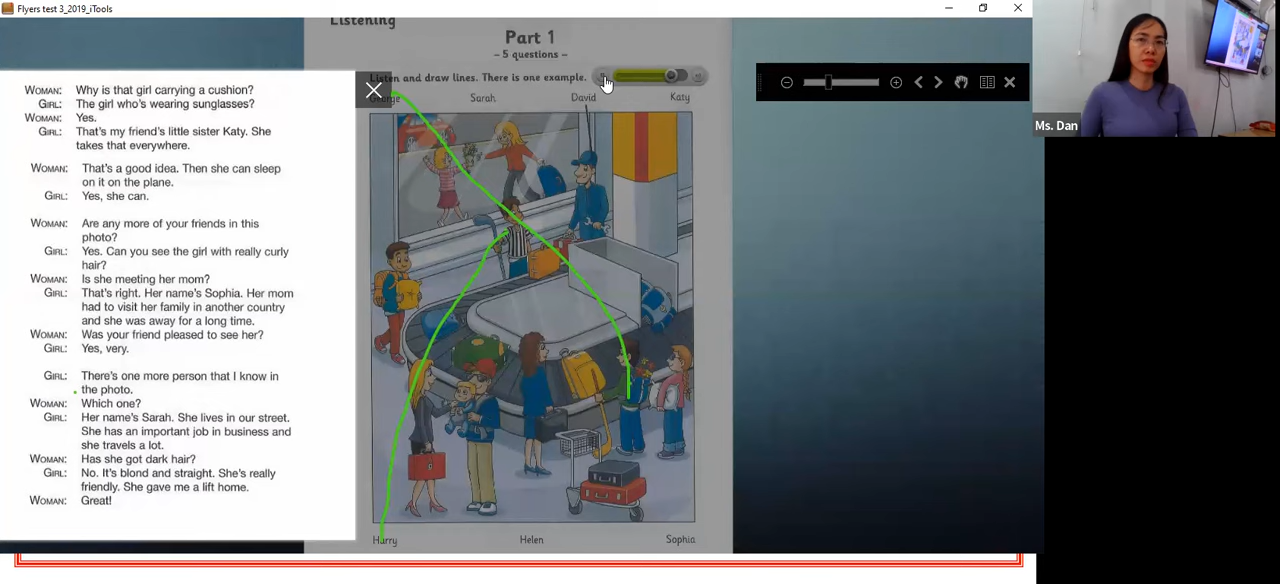 Flyers test 3_2019_iTools
Listening
Part 1
– 5 questions –
Listen and draw lines. There is one example.
George Sarah David Katy
WOMAN: Why is that girl carrying a cushion?
GIRL: The girl who's wearing sunglasses?
WOMAN: Yes.
GIRL: That's my friend's little sister Katy. She
takes that everywhere.
WOMAN: That's a good idea. Then she can sleep
on it on the plane.
GIRL: Yes, she can.
WOMAN: Are any more of your friends in this
photo?
GIRL: Yes. Can you see the girl with really curly
hair?
WOMAN: Is she meeting her mom?
GIRL: That's right. Her name's Sophia. Her mom
had to visit her family in another country
and she was away for a long time.
WOMAN: Was your friend pleased to see her?
GIRL: Yes, very.
GIRL: There's one more person that I know in
the photo.
WOMAN: Which one?
GIRL: Her name's Sarah. She lives in our street.
She has an important job in business and
she travels a lot.
WOMAN: Has she got dark hair?
GIRL: No. It's blond and straight. She's really
friendly. She gave me a lift home.
WOMAN: Great!
Harry Helen Sophia
Ms. Dan